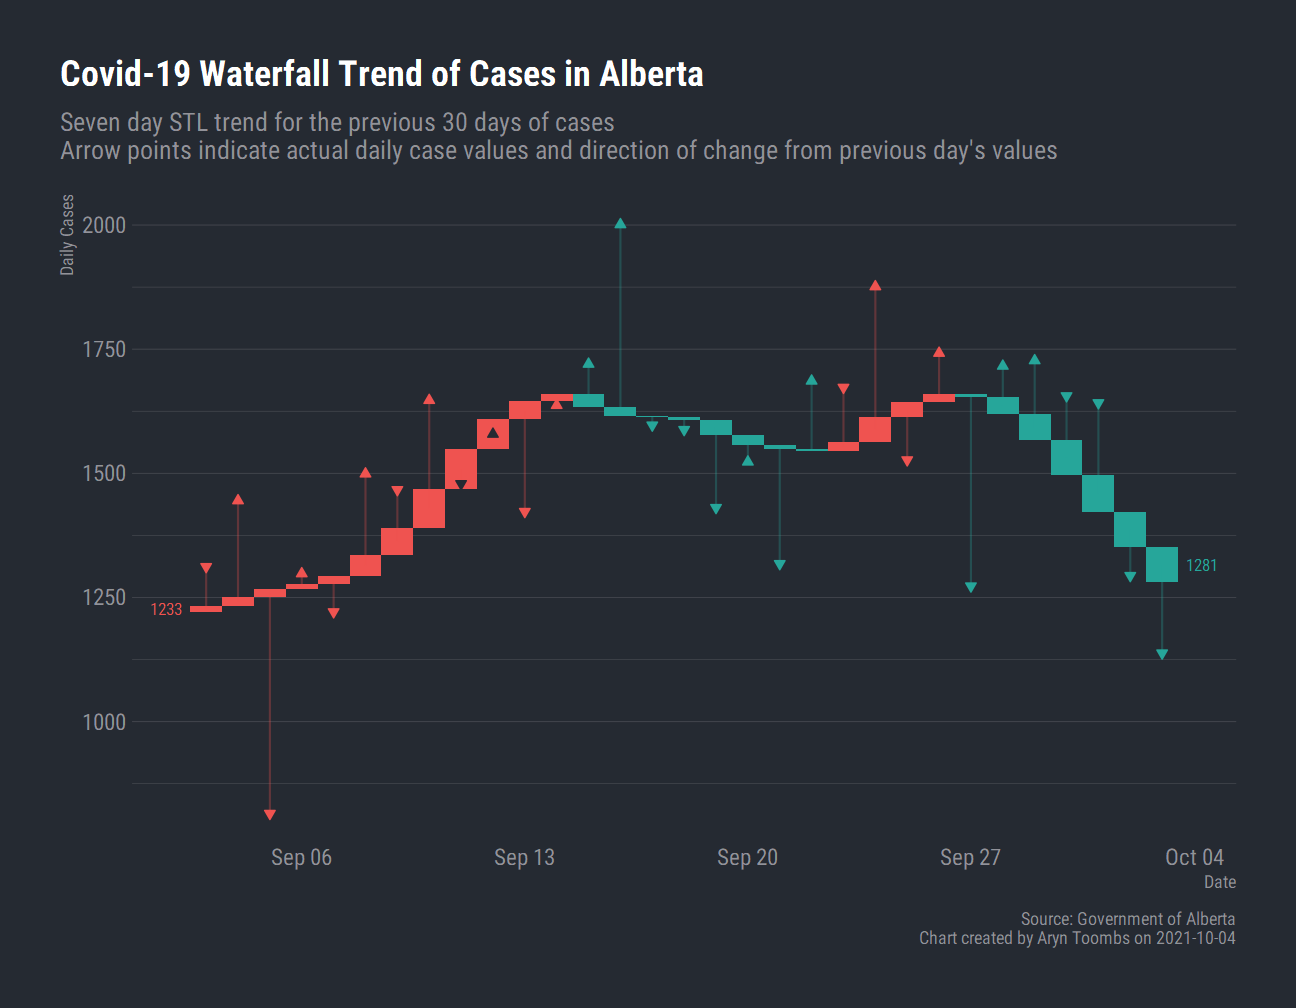 Covid-19 Waterfall Trend of Cases in Alberta
Seven day STL trend for the previous 30 days of cases
Arrow points indicate actual daily case values and direction of change from previous day's values
Daily Cases
2000
1750
1500
1250
1000
1233
1281
Sep 06
Sep 13
Sep 20
Sep 27
Oct 04
Date
Source: Government of Alberta
Chart created by Aryn Toombs on 2021-10-04